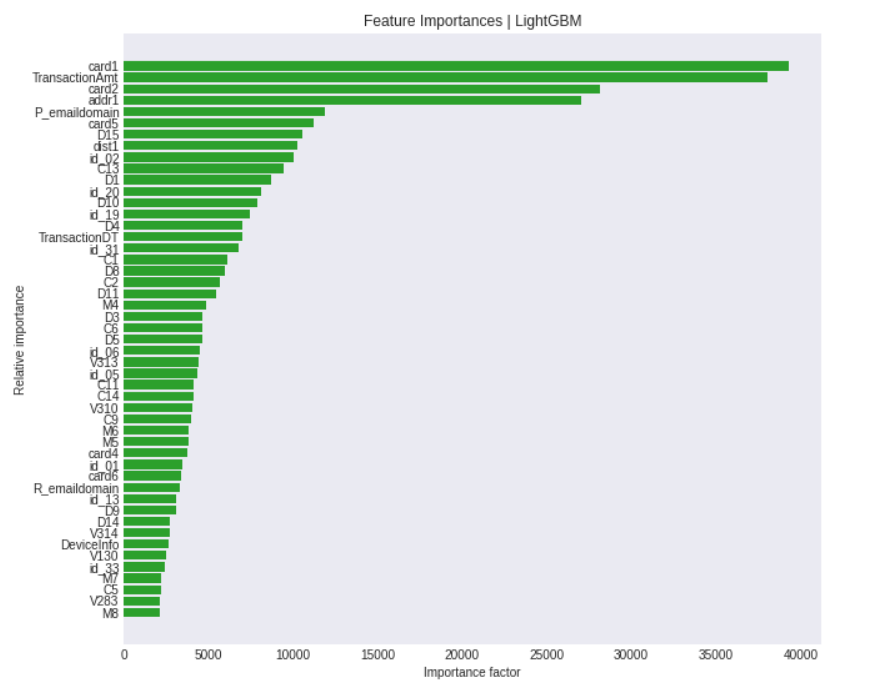 Feature Importances | LightGBM
card1
TransactionAmt
card2
addr1
P_emaildomain
card5
D15
dist1
id_02
C13
D1
id_20
D10
id_19
D4
TransactionDT
id_31
C1
D8
C2
D11
M4
D3
C6
D5
id_06
V313
id_05
C11
C14
V310
C9
M6
M5
card4
id_01
card6
R_emaildomain
id_13
D9
D14
V314
DeviceInfo
V130
id_33
M7
C5
V283
M8
Relative importance
0 5000 10000 15000 20000 25000 30000 35000 40000
Importance factor